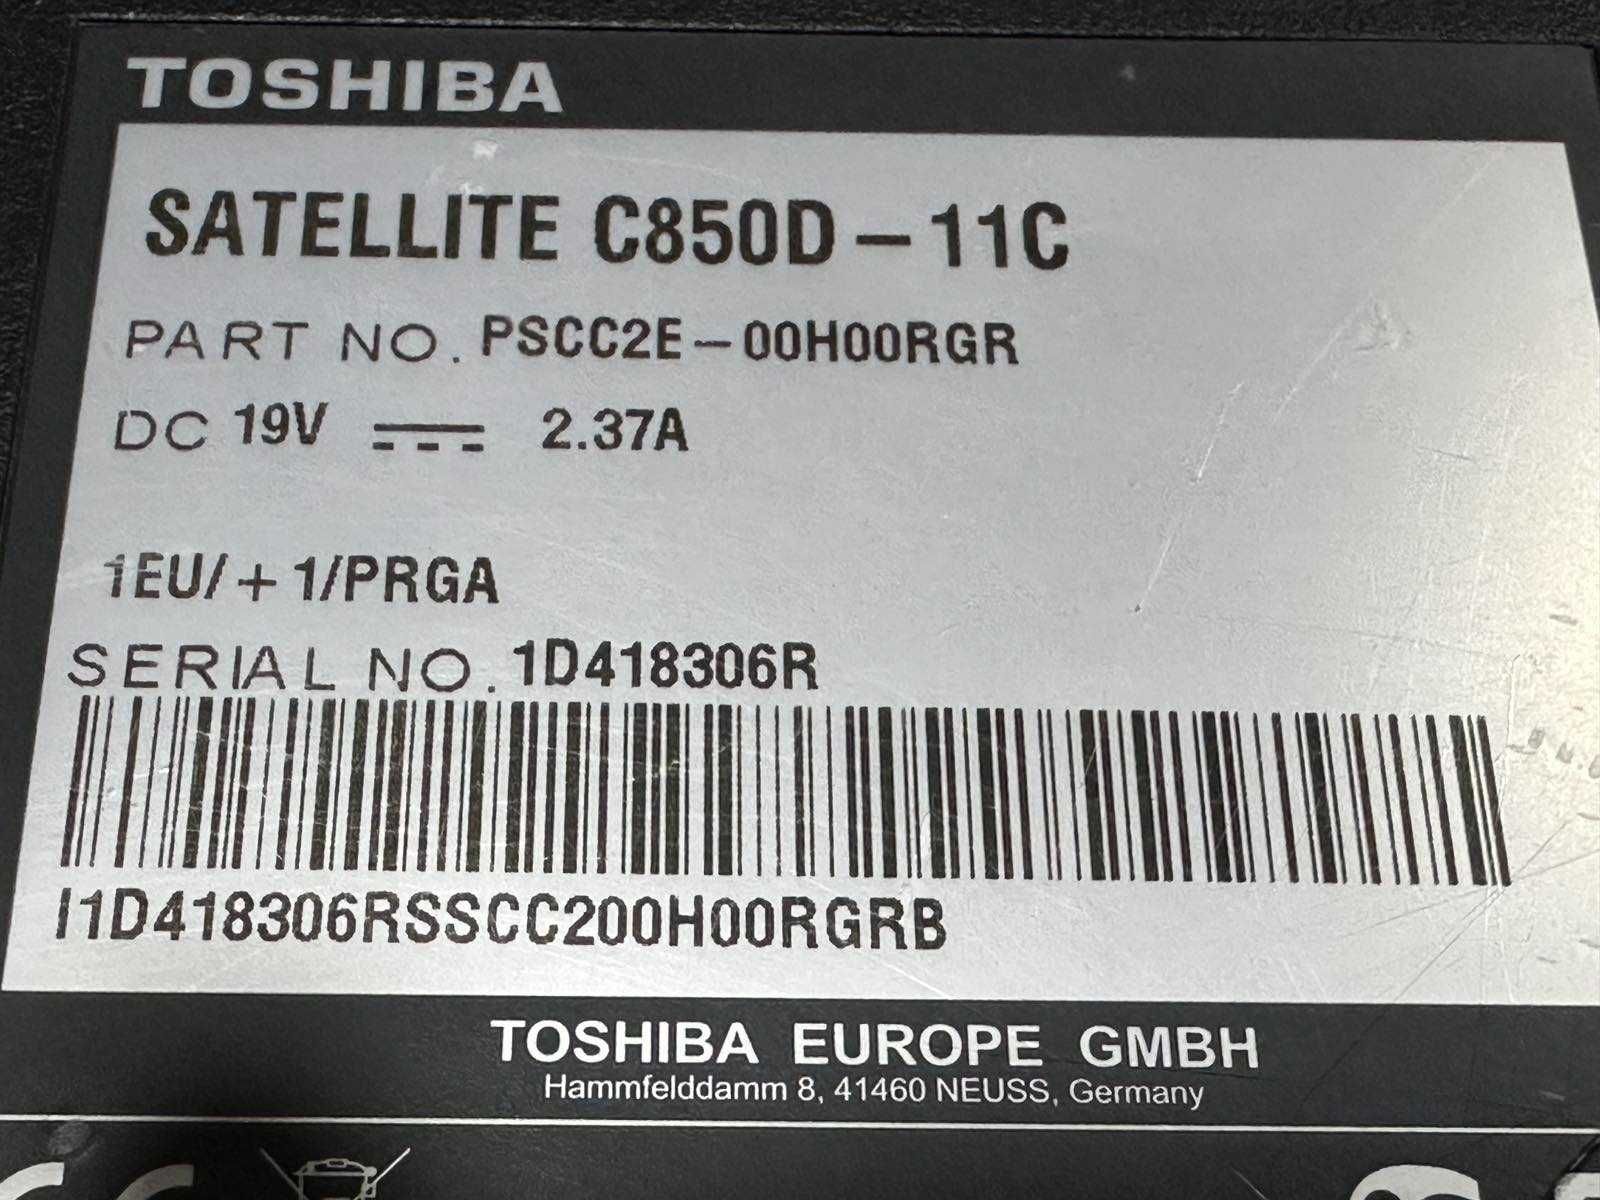 TOSHIBA
SATELLITE C850D-11C
PART NO. PSCC2E-00H00RGR
DC 19V ⎓ 2.37A
1EU/+1/PRGA
SERIAL NO. 1D418306R
I1D418306RSSCC200H00RGRB
TOSHIBA EUROPE GMBH
Hammfelddamm 8, 41460 NEUSS, Germany